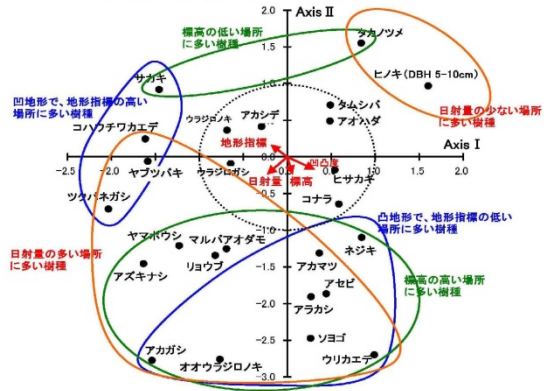 Axis II
2.0
タカノツメ
標高の低い場所
に多い樹種
1.5
ヒノキ(DBH 5-10cm)
サカキ
1.0
凹地形で、地形指標の高い
場所に多い樹種
タムシバ
日射量の少ない場所
に多い樹種
ウラジロノキ
アカシデ
0.5
アオハダ
コハウチワカエデ
地形指標
Axis I
0.0
凹凸度
-2.5
-2.0
-1.5
-1.0
-0.5
0.0
0.5
1.0
1.5
2.0
ヤブツバキ
ウラジロガシ
日射量
標高
ヒサカキ
ツクバネガシ
-0.5
コナラ
日射量の多い場所
に多い樹種
ヤマボウシ
マルバアオダモ
-1.0
凸地形で、地形指標の低い
場所に多い樹種
ネジキ
アズキナシ
リョウブ
アカマツ
-1.5
標高の高い場所
に多い樹種
アセビ
アラカシ
-2.0
ソヨゴ
-2.5
アカガシ
オオウラジロノキ
ウリカエデ
-3.0